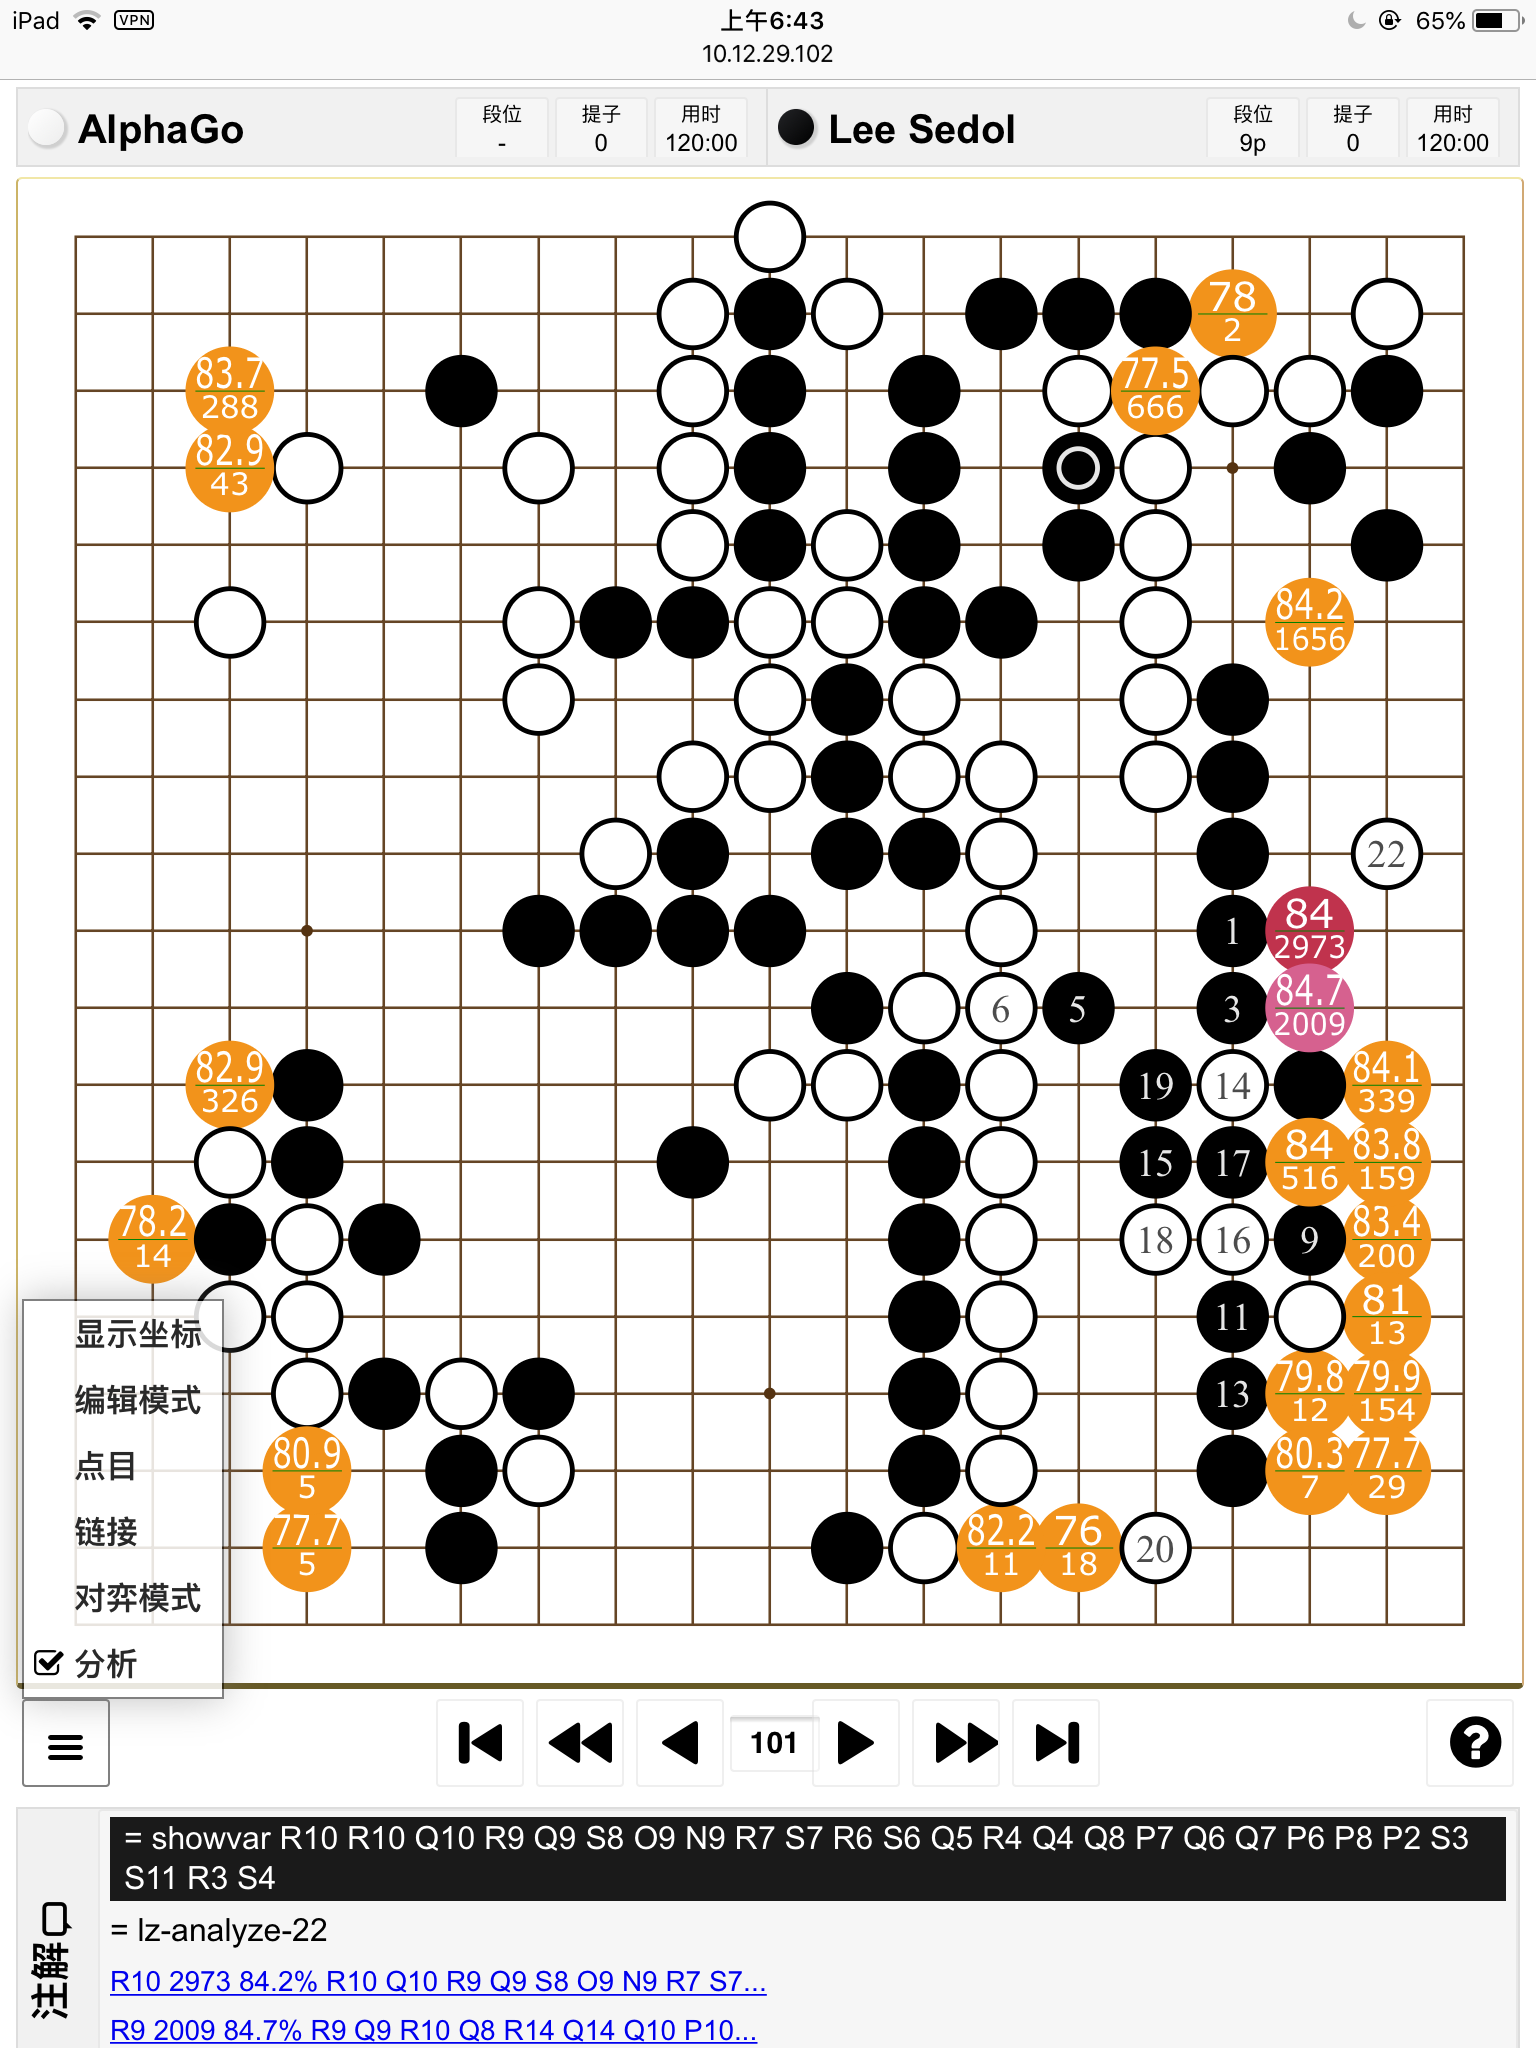 iPad VPN 上午6:43 65%
10.12.29.102
AlphaGo 段位 提子 用时 Lee Sedol 段位 提子 用时
- 0 120:00 9p 0 120:00
78
2
83.7 77.5
288 666
82.9
43
84.2
1656
22
1 84
2973
6 5 3 84.7
2009
82.9 19 14 84.1
326 339
15 17 84 83.8
516 159
78.2 18 16 9 83.4
14 200
显示坐标 11 81
13
编辑模式 13 79.8 79.9
12 154
点目 80.9 80.3 77.7
5 7 29
链接 77.7 82.2 76 20
5 11 18
对弈模式
分析
101 ?
注解
= showvar R10 R10 Q10 R9 Q9 S8 O9 N9 R7 S7 R6 S6 Q5 R4 Q4 Q8 P7 Q6 Q7 P6 P8 P2 S3
S11 R3 S4
= lz-analyze-22
R10 2973 84.2% R10 Q10 R9 Q9 S8 O9 N9 R7 S7...
R9 2009 84.7% R9 Q9 R10 Q8 R14 Q14 Q10 P10...